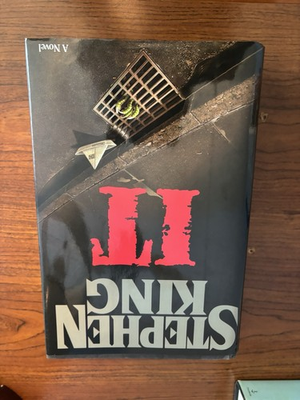 STEPHEN
KING
IT
A Novel